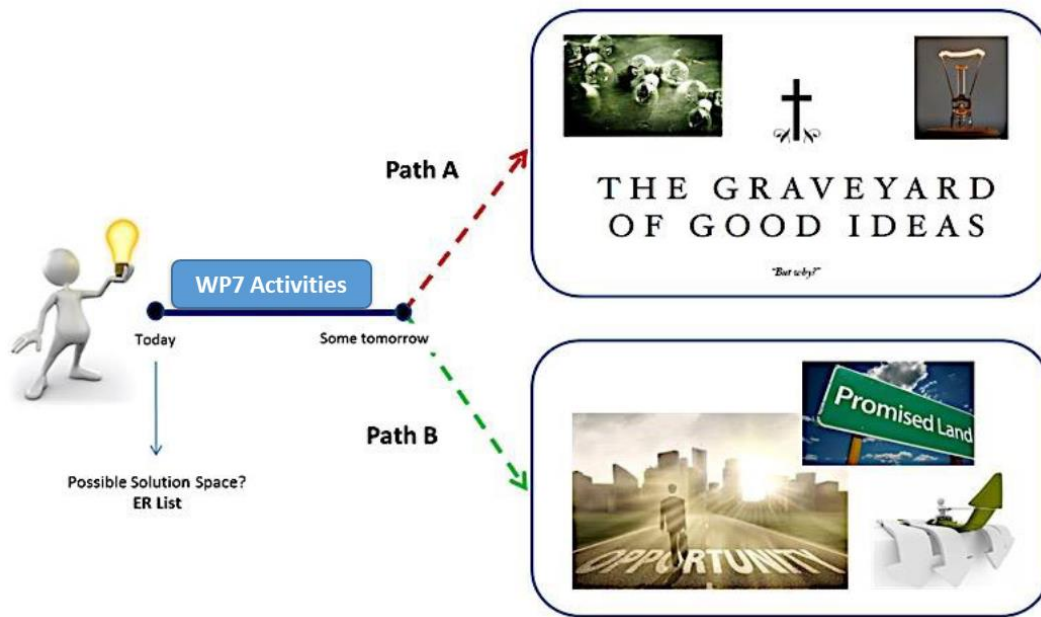 WP7 Activities
Today
Some tomorrow
Possible Solution Space?
ER List
Path A
THE GRAVEYARD
OF GOOD IDEAS
"But why?"
Path B
Promised Land
OPPORTUNITY